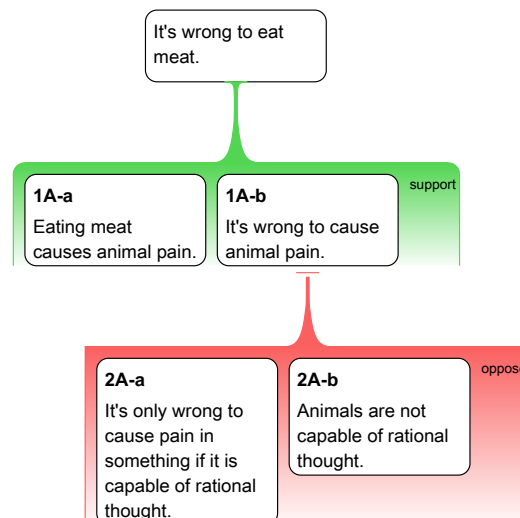 It's wrong to eat
meat.
support
1A-a
Eating meat
causes animal pain.
1A-b
It's wrong to cause
animal pain.
oppose
2A-a
It's only wrong to
cause pain in
something if it is
capable of rational
thought.
2A-b
Animals are not
capable of rational
thought.